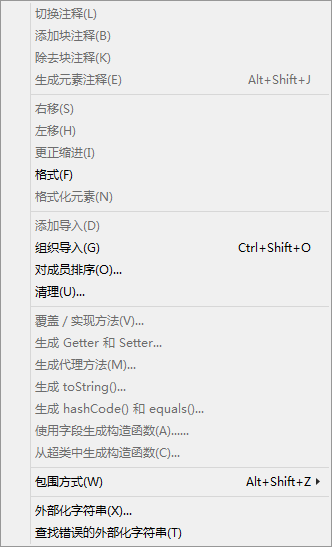 切换注释(L)
添加块注释(B)
除去块注释(K)
生成元素注释(E) Alt+Shift+J
右移(S)
左移(H)
更正缩进(I)
格式(F)
格式化元素(N)
添加导入(D)
组织导入(G) Ctrl+Shift+O
对成员排序(O)...
清理(U)...
覆盖 / 实现方法(V)...
生成 Getter 和 Setter...
生成代理方法(M)...
生成 toString()...
生成 hashCode() 和 equals()...
使用字段生成构造函数(A)......
从超类中生成构造函数(C)...
包围方式(W) Alt+Shift+Z
外部化字符串(X)...
查找错误的外部化字符串(T)